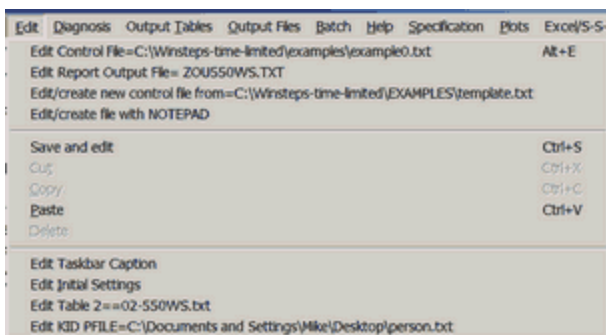 Edit Diagnosis Output Tables Output Files Batch Help Specification Plots Excel/S-S
Edit Control File=C:\Winsteps-time-limited\examples\example0.txt Alt+E
Edit Report Output File= ZOU550WS.TXT
Edit/create new control file from=C:\Winsteps-time-limited\EXAMPLES\template.txt
Edit/create file with NOTEPAD
Save and edit Ctrl+S
Cut Ctrl+X
Copy Ctrl+C
Paste Ctrl+V
Delete
Edit Taskbar Caption
Edit Initial Settings
Edit Table 2==02-550WS.txt
Edit KID PFILE=C:\Documents and Settings\Mike\Desktop\person.txt